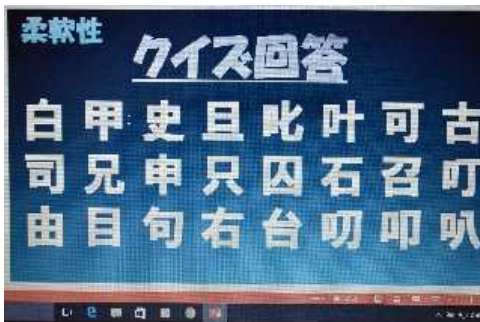 柔軟性
クイズ回答
白 甲 史 旦 叱 叶 可 古
司 兄 申 只 囚 石 召 叮
由 目 句 右 台 叨 叩 叭